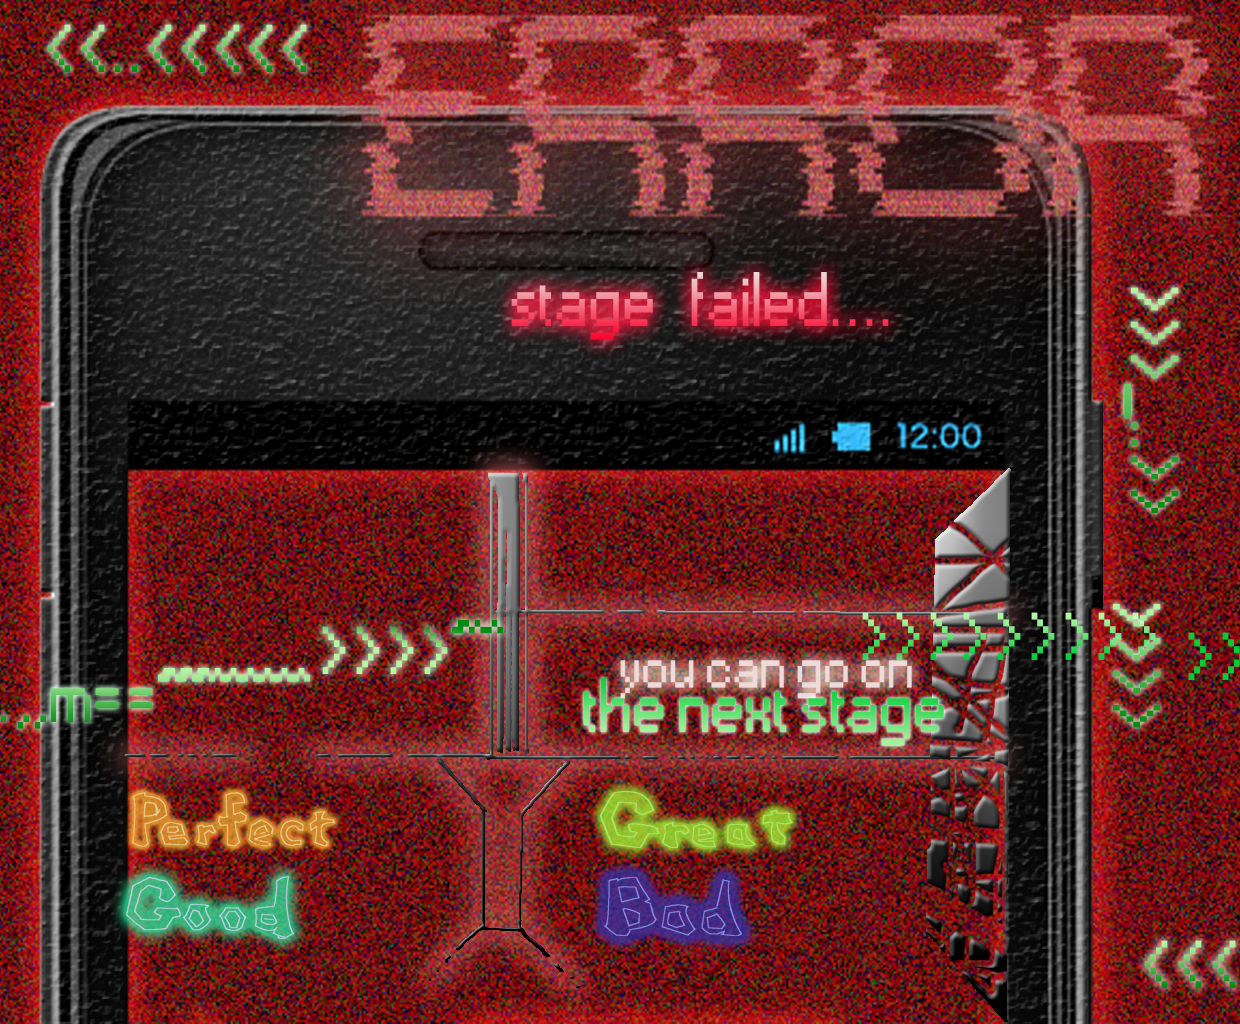 ERROR
stage failed....
12:00
you can go on
the next stage
Perfect
Great
Good
Bad